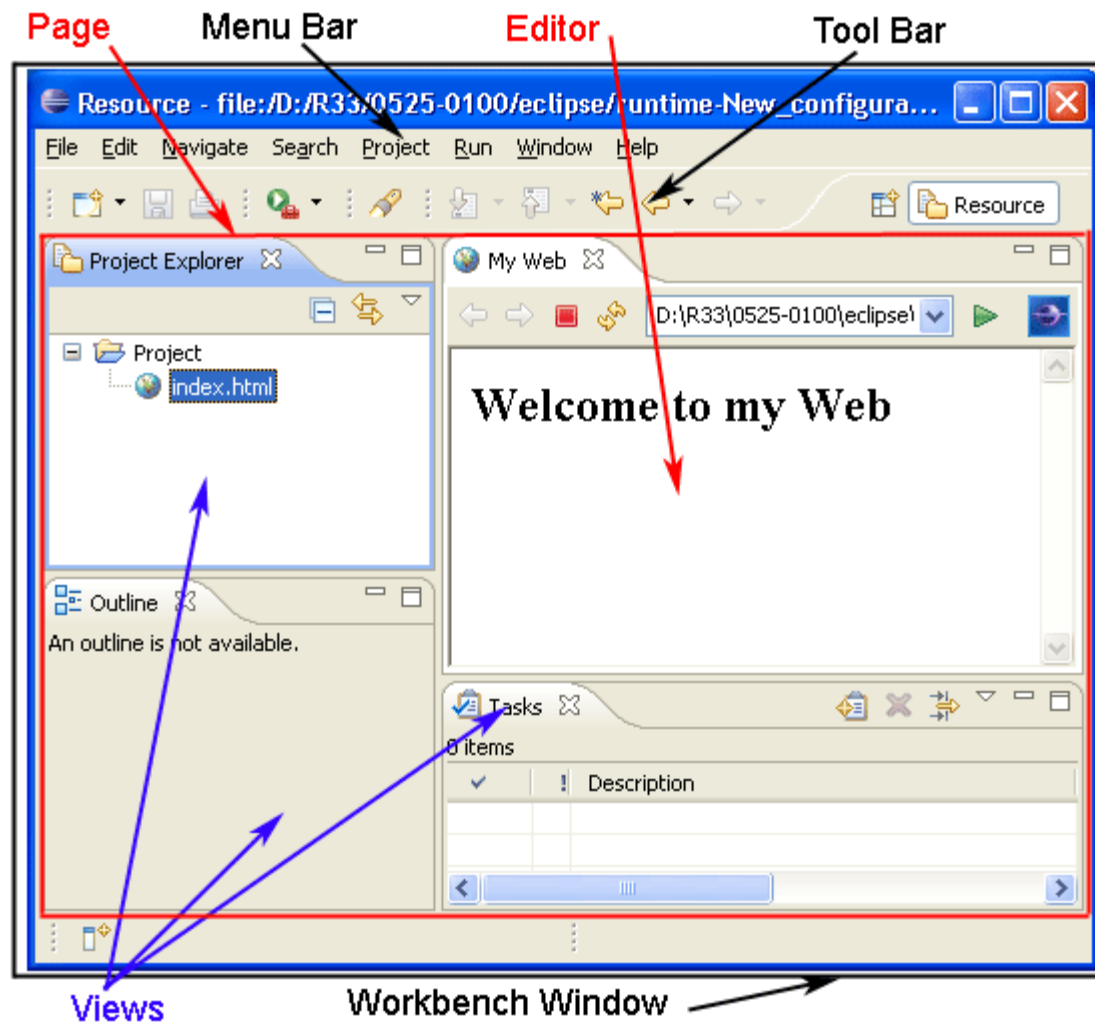 Page Menu Bar Editor Tool Bar
Resource - file:/D:/R33/0525-0100/eclipse/runtime-New_configura...
File Edit Navigate Search Project Run Window Help
Resource
Project Explorer
My Web
D:\R33\0525-0100\eclipse\
Project
index.html
Welcome to my Web
Outline
An outline is not available.
Tasks
0 items
! Description
Views
Workbench Window